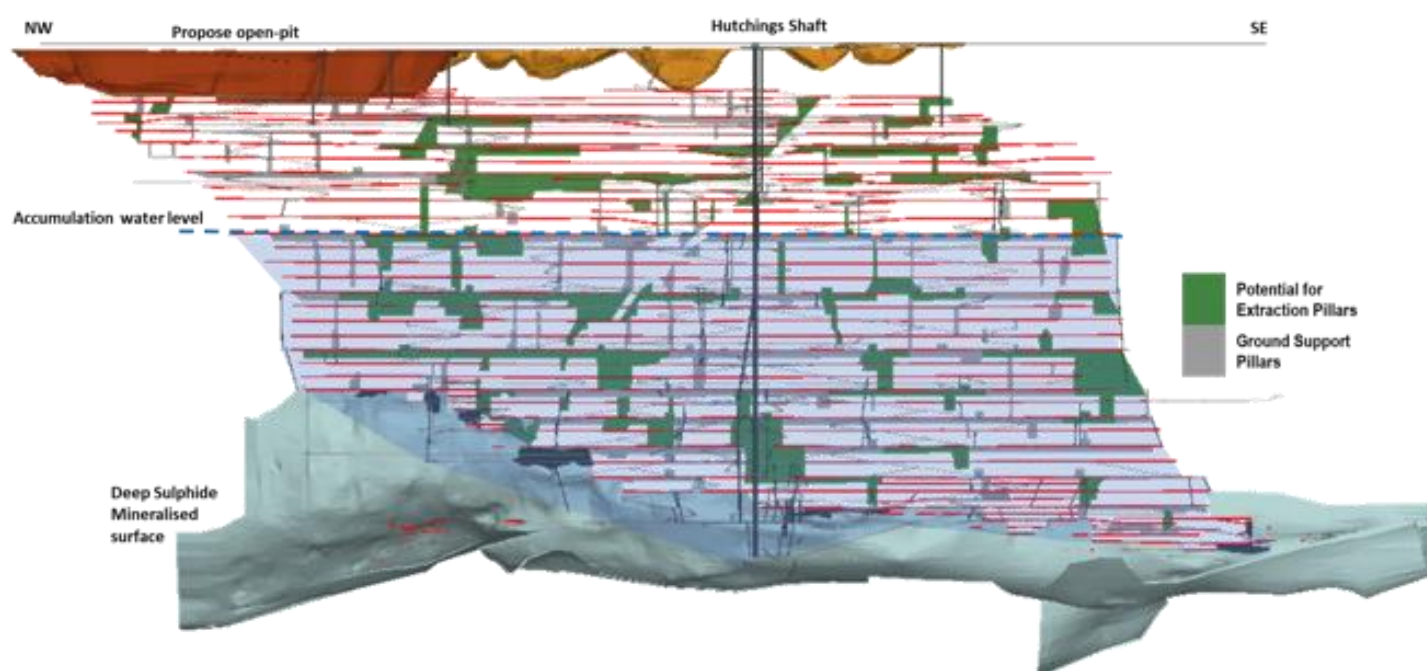 NW
Propose open-pit
Hutchings Shaft
SE
Accumulation water level
Potential for
Extraction Pillars
Ground Support
Pillars
Deep Sulphide
Mineralised
surface